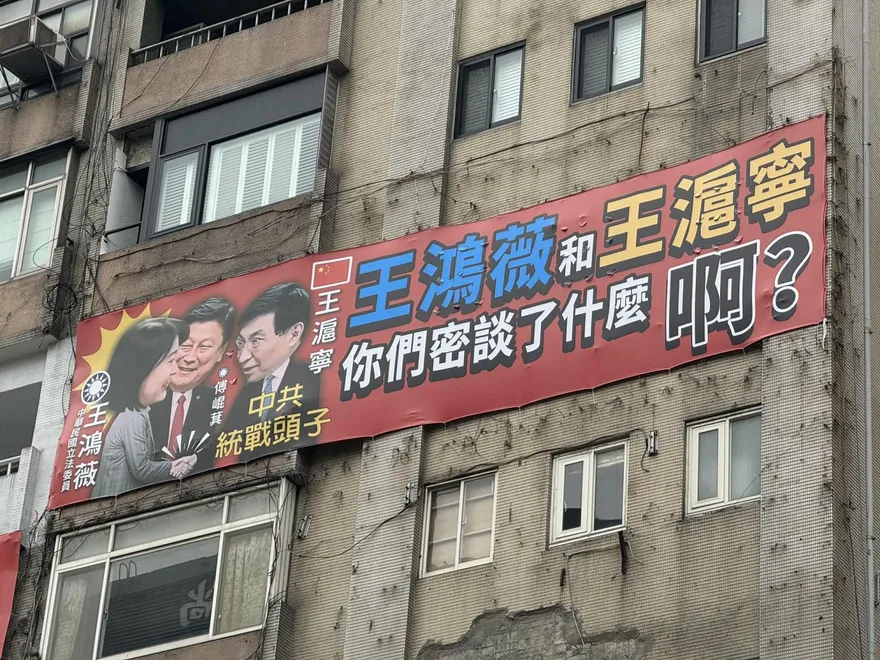 王鴻薇和王滬寧
你們密談了什麼啊?
王滬寧
傅崐萁
中共
統戰頭子
王鴻薇
中華民國立法委員
尚